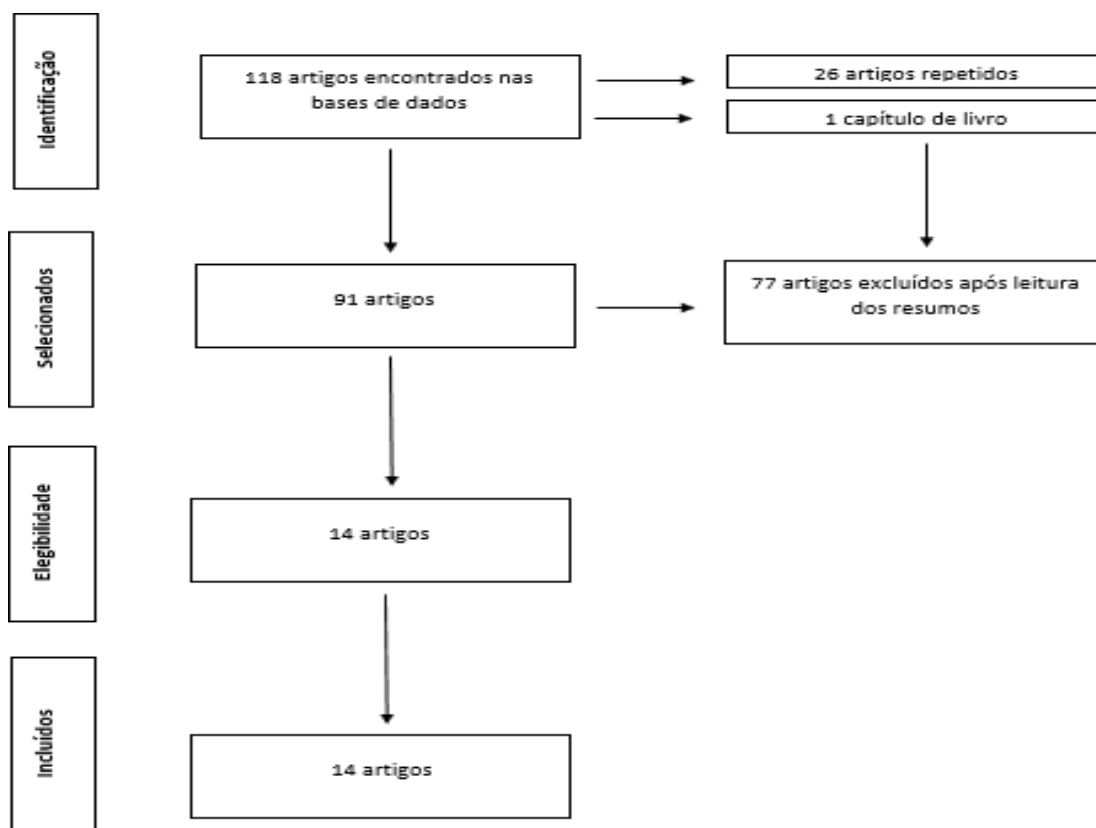 Identificação
118 artigos encontrados nas
bases de dados
26 artigos repetidos
1 capítulo de livro
Selecionados
91 artigos
77 artigos excluídos após leitura
dos resumos
Elegibilidade
14 artigos
Incluídos
14 artigos